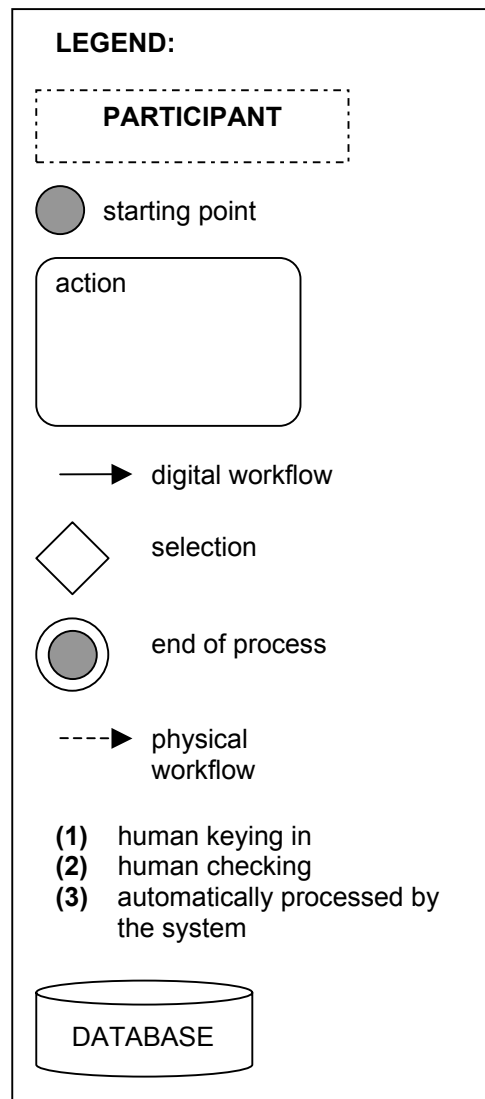 LEGEND:
PARTICIPANT
starting point
action
digital workflow
selection
end of process
physical
workflow
(1) human keying in
(2) human checking
(3) automatically processed by
the system
DATABASE